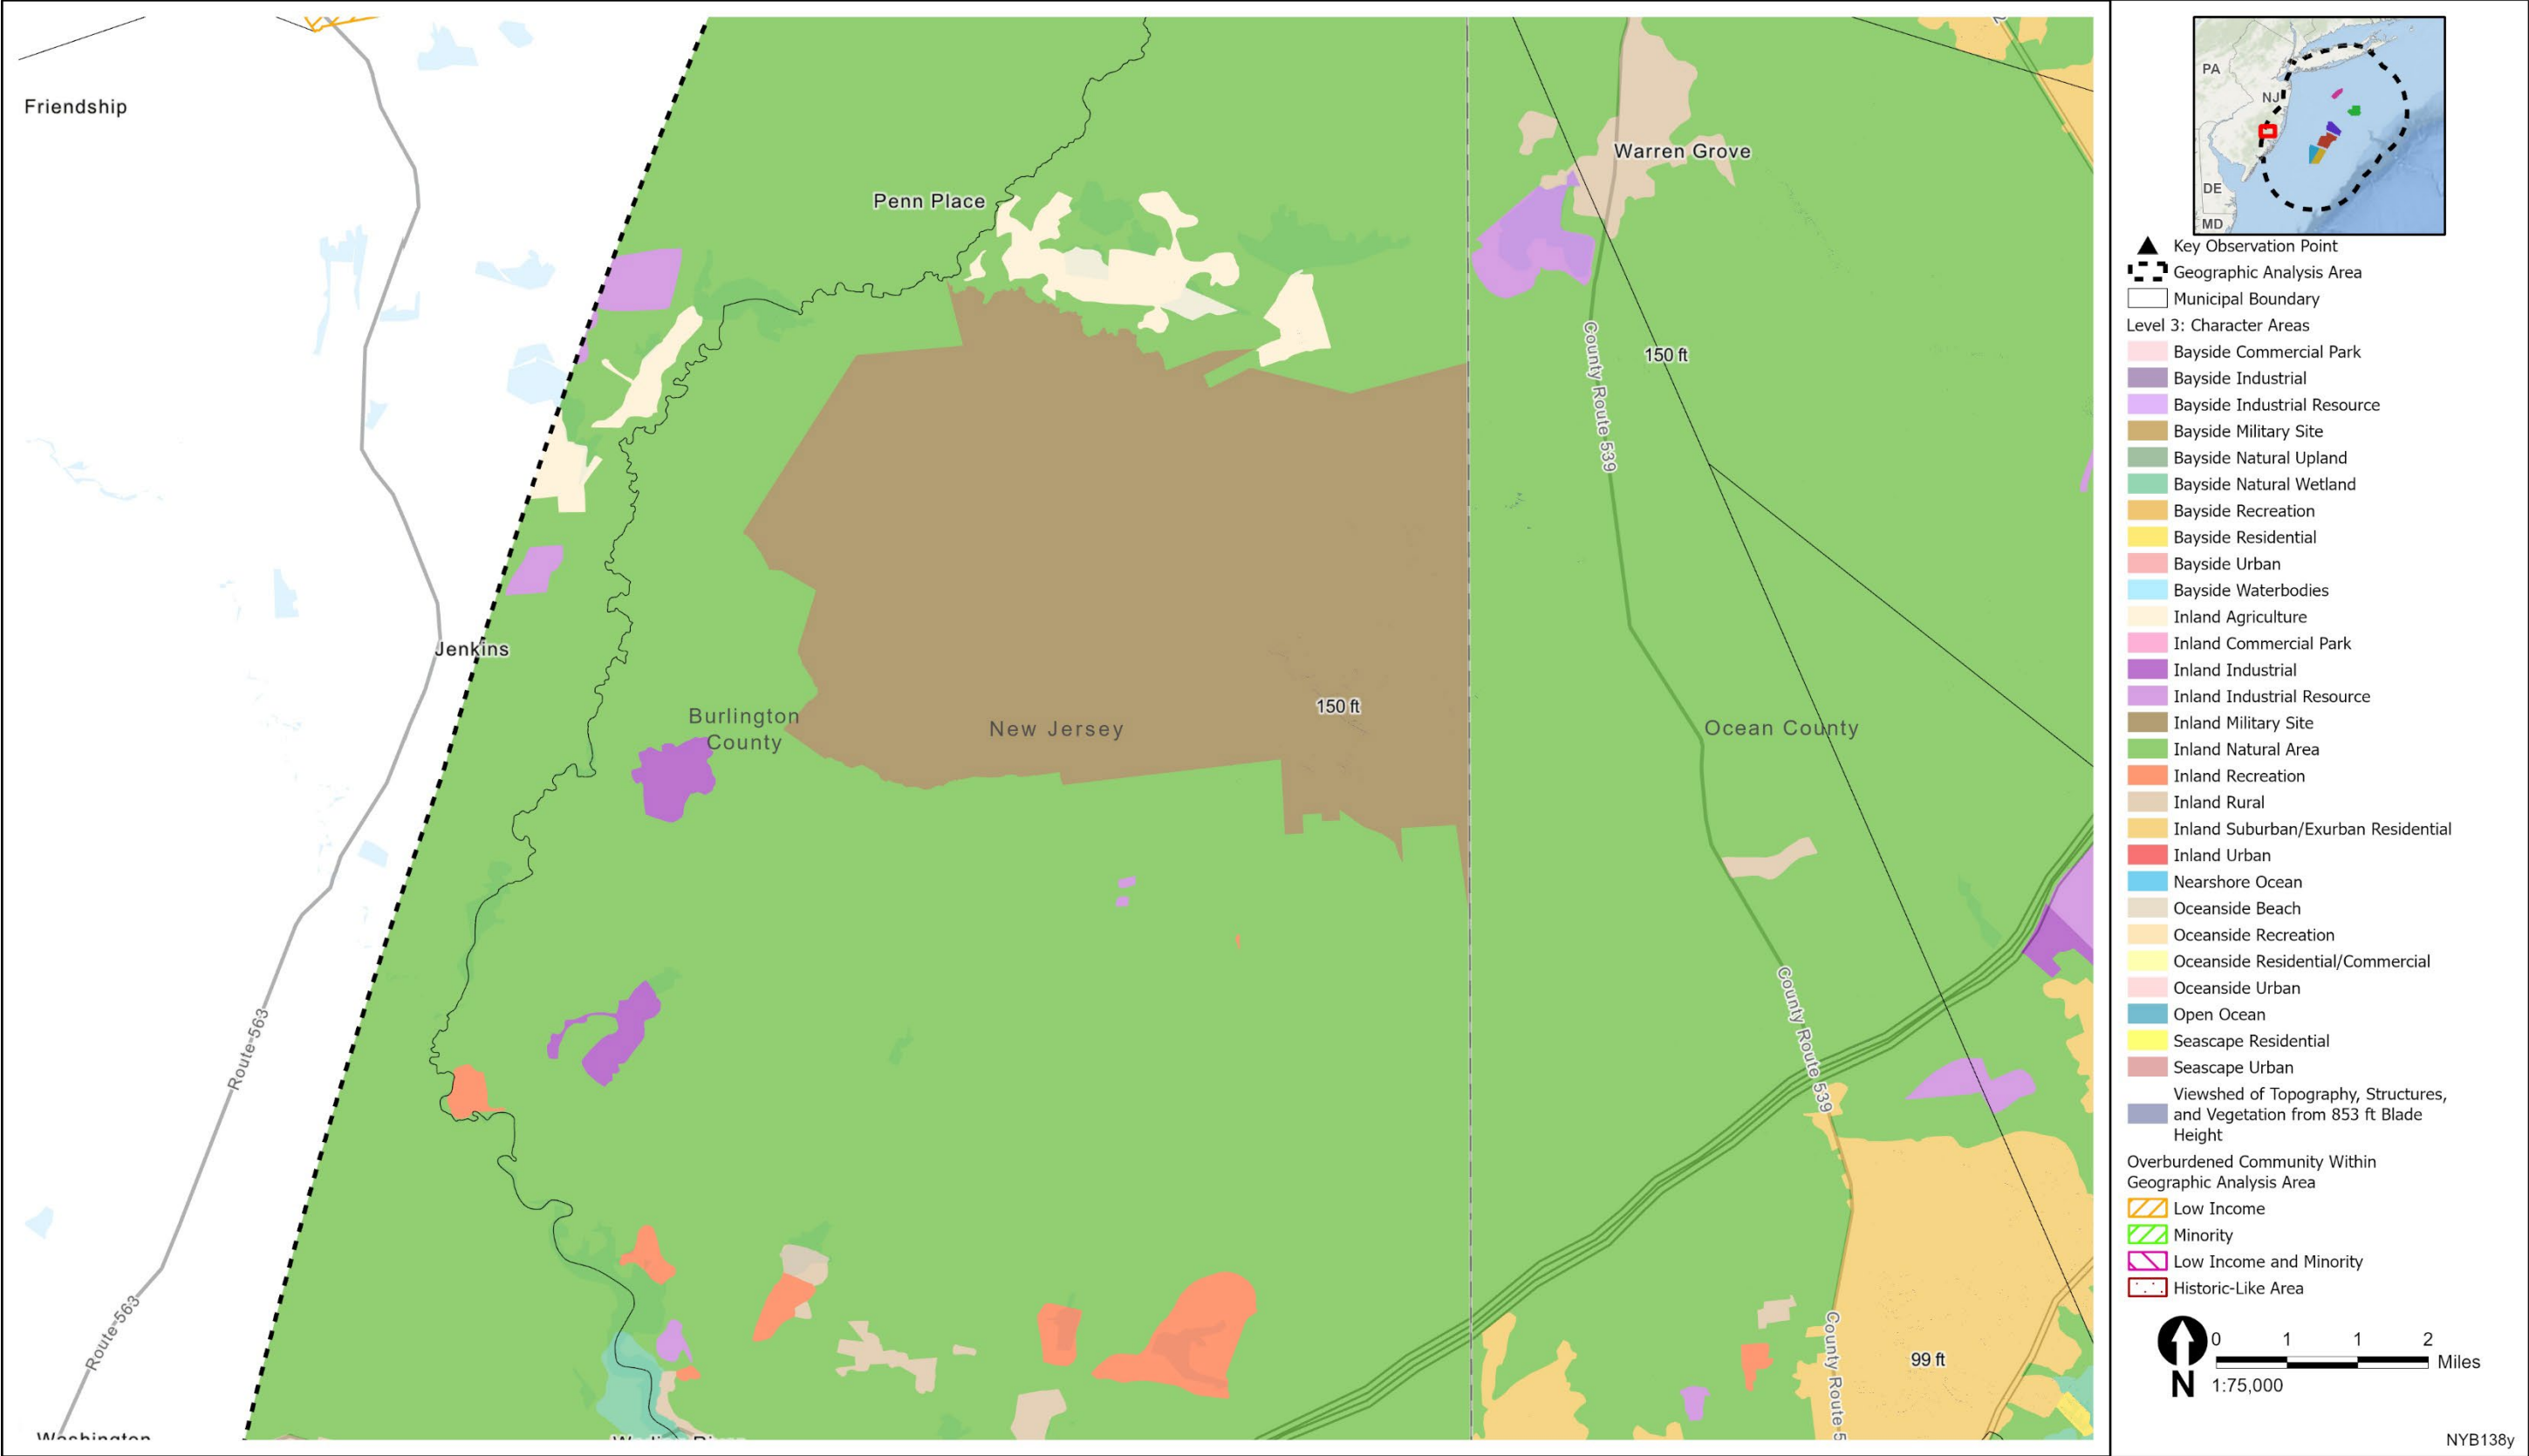 Friendship
Penn Place
Warren Grove
150 ft
County Route 539
Jenkins
Burlington
County
New Jersey
150 ft
Ocean County
County Route 539
Route 563
Route 563
County Route 5
99 ft
Washington
Wading River
PA
NJ
DE
MD
Key Observation Point
Geographic Analysis Area
Municipal Boundary
Level 3: Character Areas
Bayside Commercial Park
Bayside Industrial
Bayside Industrial Resource
Bayside Military Site
Bayside Natural Upland
Bayside Natural Wetland
Bayside Recreation
Bayside Residential
Bayside Urban
Bayside Waterbodies
Inland Agriculture
Inland Commercial Park
Inland Industrial
Inland Industrial Resource
Inland Military Site
Inland Natural Area
Inland Recreation
Inland Rural
Inland Suburban/Exurban Residential
Inland Urban
Nearshore Ocean
Oceanside Beach
Oceanside Recreation
Oceanside Residential/Commercial
Oceanside Urban
Open Ocean
Seascape Residential
Seascape Urban
Viewshed of Topography, Structures,
and Vegetation from 853 ft Blade
Height
Overburdened Community Within
Geographic Analysis Area
Low Income
Minority
Low Income and Minority
Historic-Like Area
0 1 1 2
Miles
N
1:75,000
NYB138y